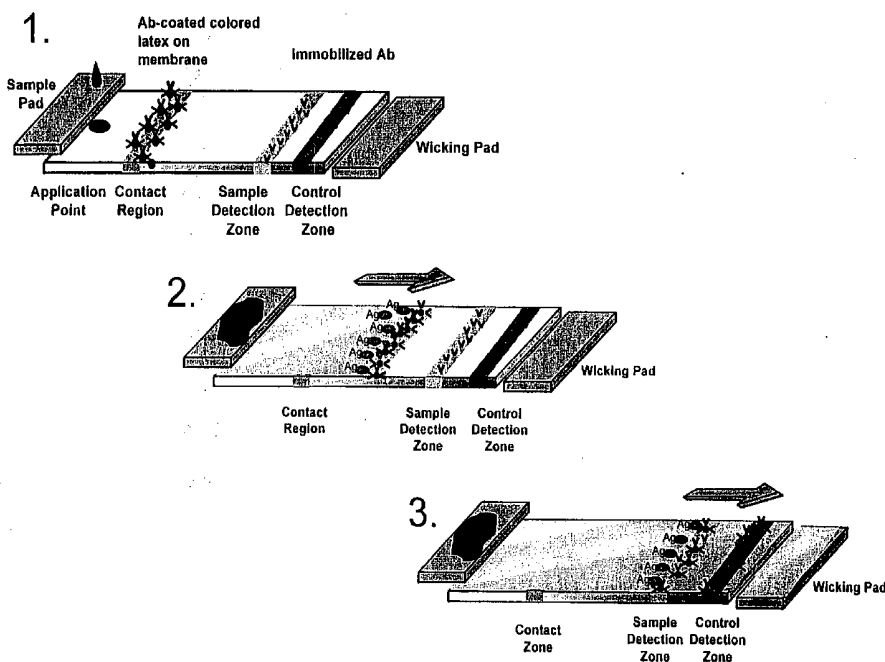 1.
Ab-coated colored
latex on
membrane
Immobilized Ab
Sample
Pad
Wicking Pad
Application
Point
Contact
Region
Sample
Detection
Zone
Control
Detection
Zone
2.
Ag
Ag
Ag
Ag
Ag
Ag
Wicking Pad
Contact
Region
Sample
Detection
Zone
Control
Detection
Zone
3.
Ag
Ag
Ag
Ag
Wicking Pad
Contact
Zone
Sample
Detection
Zone
Control
Detection
Zone